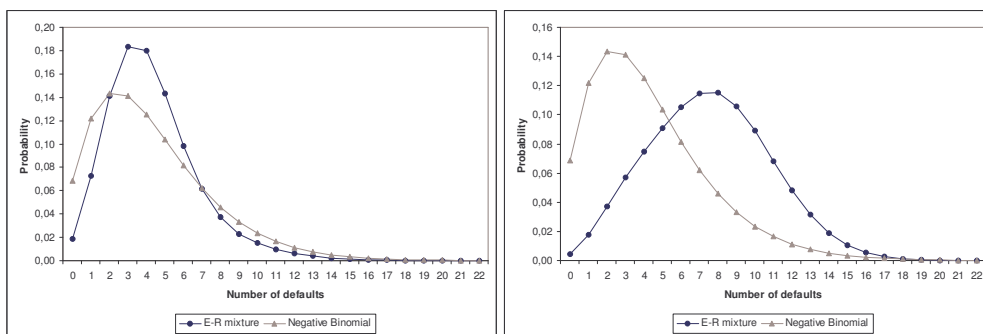 0,20
0,18
0,16
0,14
0,12
0,10
0,08
0,06
0,04
0,02
0,00
Probability
0 1 2 3 4 5 6 7 8 9 10 11 12 13 14 15 16 17 18 19 20 21 22
Number of defaults
E-R mixture Negative Binomial
0,16
0,14
0,12
0,10
0,08
0,06
0,04
0,02
0,00
Probability
0 1 2 3 4 5 6 7 8 9 10 11 12 13 14 15 16 17 18 19 20 21 22
Number of defaults
E-R mixture Negative Binomial